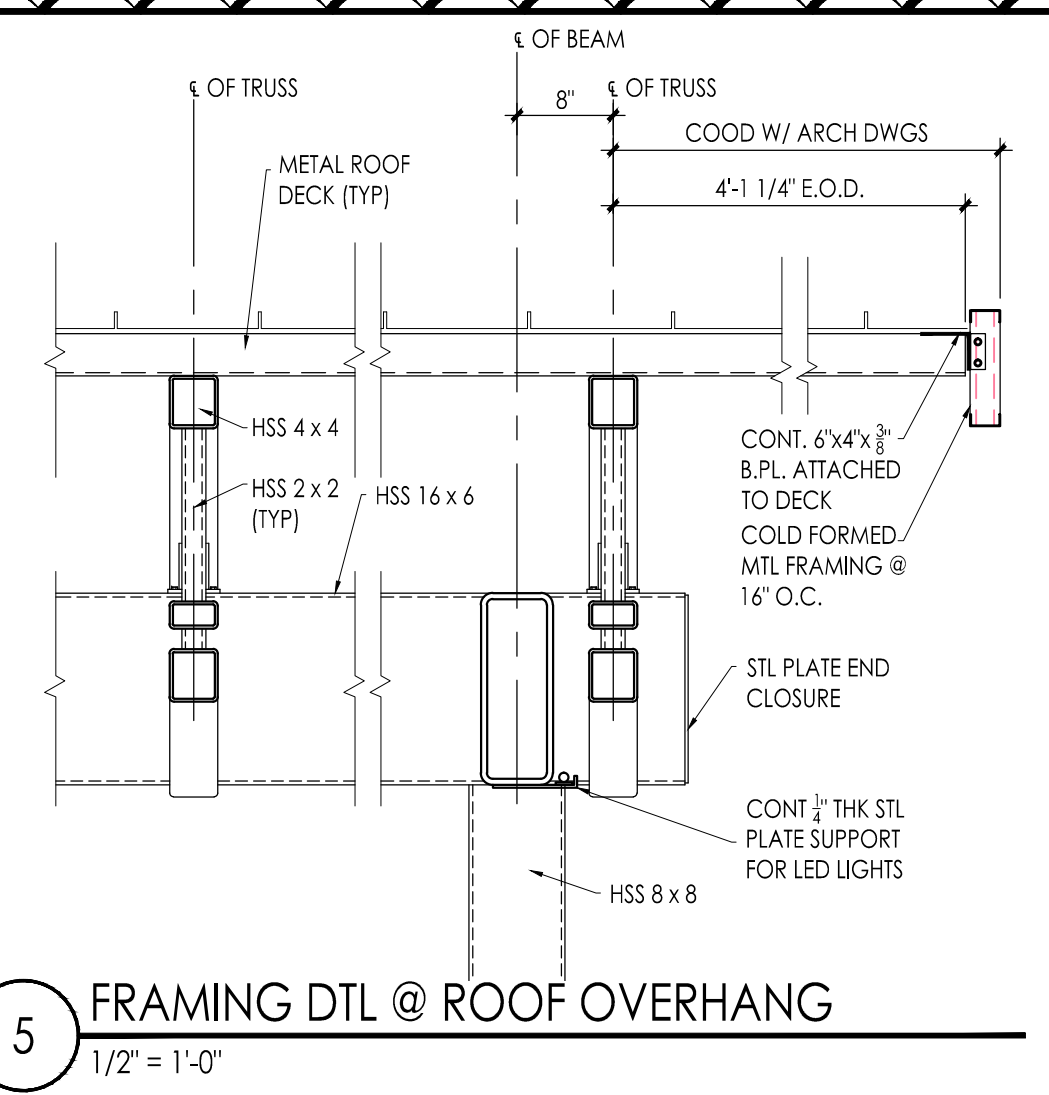 ℄ OF BEAM
℄ OF TRUSS
8"
℄ OF TRUSS
COOD W/ ARCH DWGS
METAL ROOF
DECK (TYP)
4'-1 1/4" E.O.D.
HSS 4 x 4
HSS 2 x 2
(TYP)
HSS 16 x 6
CONT. 6"x4"x 3/8"
B.PL. ATTACHED
TO DECK
COLD FORMED
MTL FRAMING @
16" O.C.
STL PLATE END
CLOSURE
CONT 1/4" THK STL
PLATE SUPPORT
FOR LED LIGHTS
HSS 8 x 8
5
FRAMING DTL @ ROOF OVERHANG
1/2" = 1'-0"